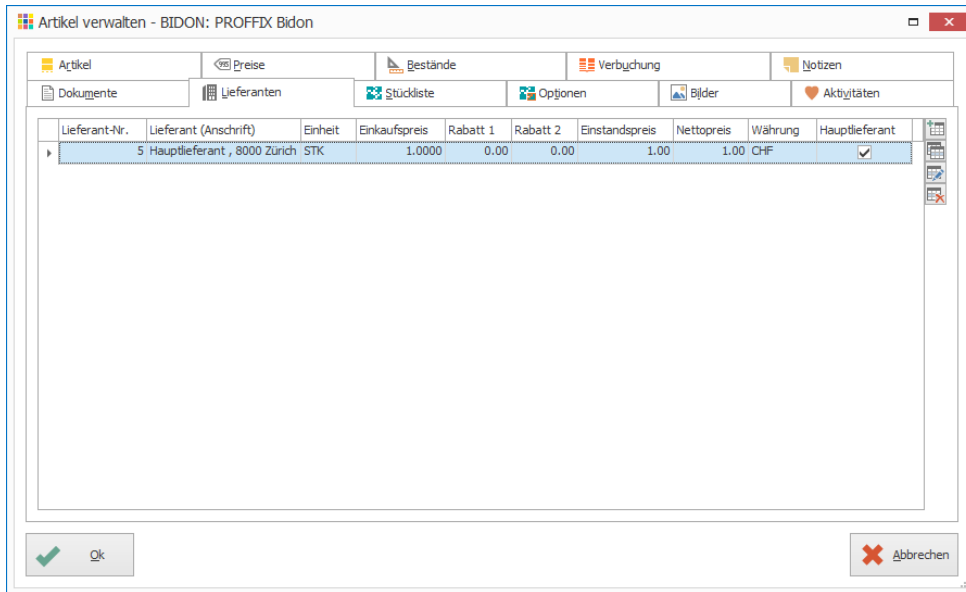 Artikel verwalten - BIDON: PROFFIX Bidon
Artikel Preise Bestände Verbuchung Notizen
Dokumente Lieferanten Stückliste Optionen Bilder Aktivitäten
Lieferant-Nr. Lieferant (Anschrift) Einheit Einkaufspreis Rabatt 1 Rabatt 2 Einstandspreis Nettopreis Währung Hauptlieferant
5 Hauptlieferant , 8000 Zürich STK 1.0000 0.00 0.00 1.00 1.00 CHF
Ok Abbrechen